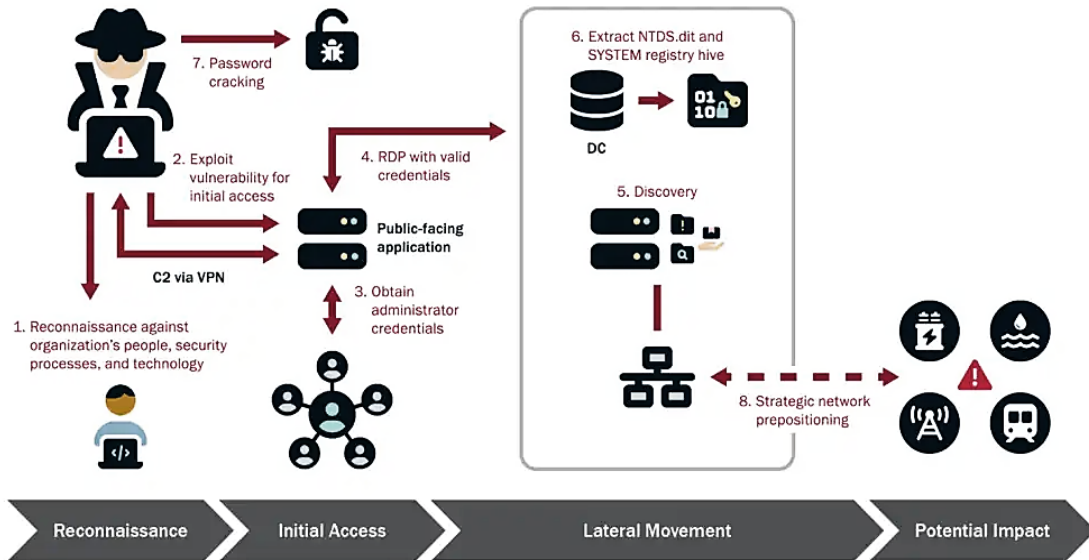 7. Password
cracking
6. Extract NTDS.dit and
SYSTEM registry hive
01
10
DC
2. Exploit
vulnerability for
initial access
4. RDP with valid
credentials
5. Discovery
Public-facing
application
C2 via VPN
3. Obtain
administrator
credentials
1. Reconnaissance against
organization's people, security
processes, and technology
</>
8. Strategic network
prepositioning
Reconnaissance
Initial Access
Lateral Movement
Potential Impact